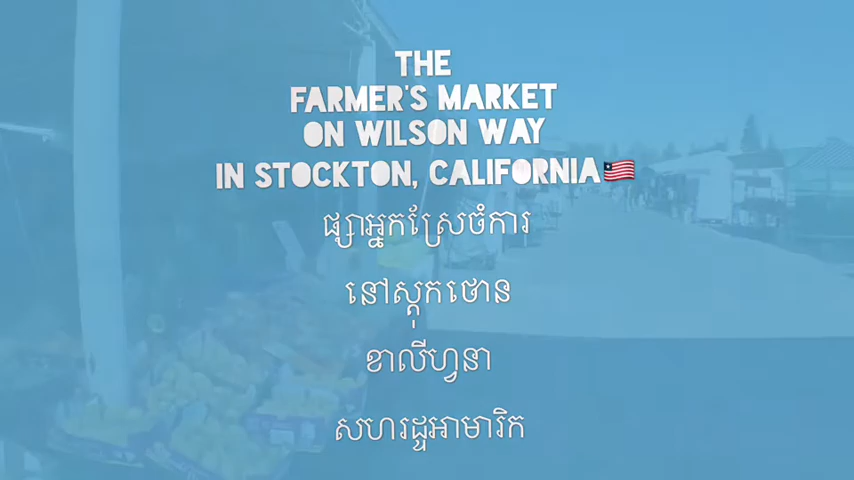 THE
FARMER'S MARKET
ON WILSON WAY
IN STOCKTON, CALIFORNIA🇱🇷
ផ្សាអ្នកស្រែចំការ
នៅស្តុកថោន
ខាលីហ្វនា
សហរដ្ឋអាមារិក